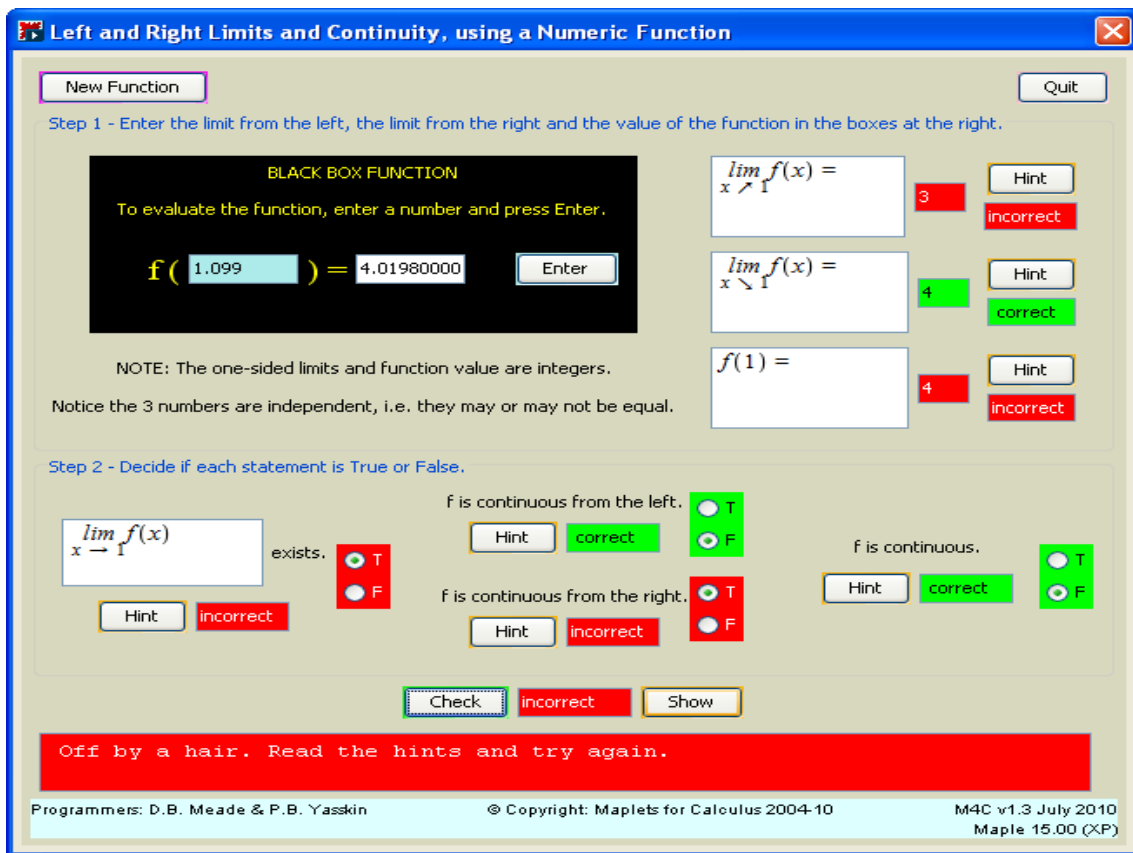 Left and Right Limits and Continuity, using a Numeric Function
New Function
Quit
Step 1 - Enter the limit from the left, the limit from the right and the value of the function in the boxes at the right.
BLACK BOX FUNCTION
To evaluate the function, enter a number and press Enter.
f ( 1.099 ) = 4.01980000 Enter
NOTE: The one-sided limits and function value are integers.
Notice the 3 numbers are independent, i.e. they may or may not be equal.
lim f(x) =
x ↗ 1
3
Hint
incorrect
lim f(x) =
x ↘ 1
4
Hint
correct
f(1) =
4
Hint
incorrect
Step 2 - Decide if each statement is True or False.
lim f(x)
x → 1
exists.
T
F
Hint incorrect
f is continuous from the left.
T
F
Hint correct
f is continuous from the right.
T
F
Hint incorrect
f is continuous.
T
F
Hint correct
Check incorrect Show
Off by a hair. Read the hints and try again.
Programmers: D.B. Meade & P.B. Yasskin
© Copyright: Maplets for Calculus 2004-10
M4C v1.3 July 2010
Maple 15.00 (XP)